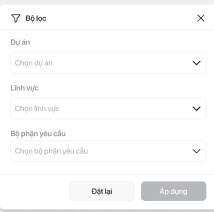 Bộ lọc
Dự án
Chọn dự án
Lĩnh vực
Chọn lĩnh vực
Bộ phận yêu cầu
Chọn bộ phận yêu cầu
Đặt lại
Áp dụng